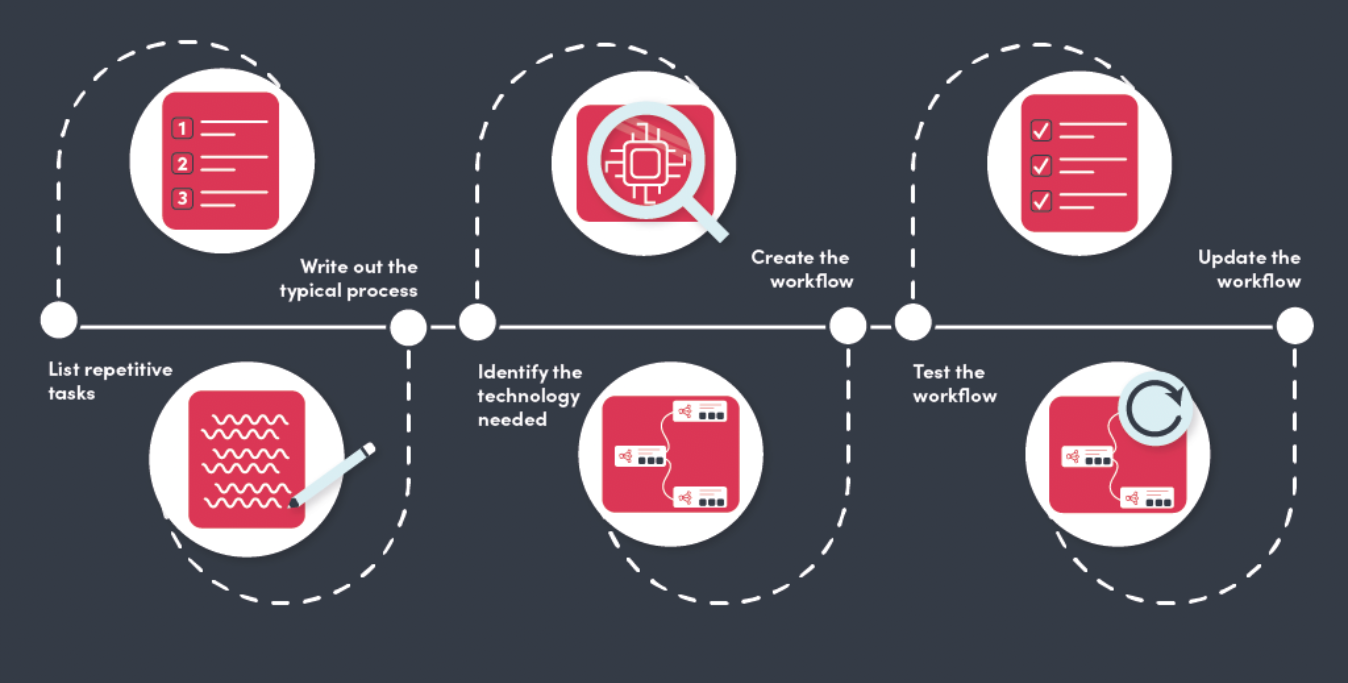 1
2
3
Write out the
typical process
List repetitive
tasks
Create the
workflow
Identify the
technology
needed
Update the
workflow
Test the
workflow